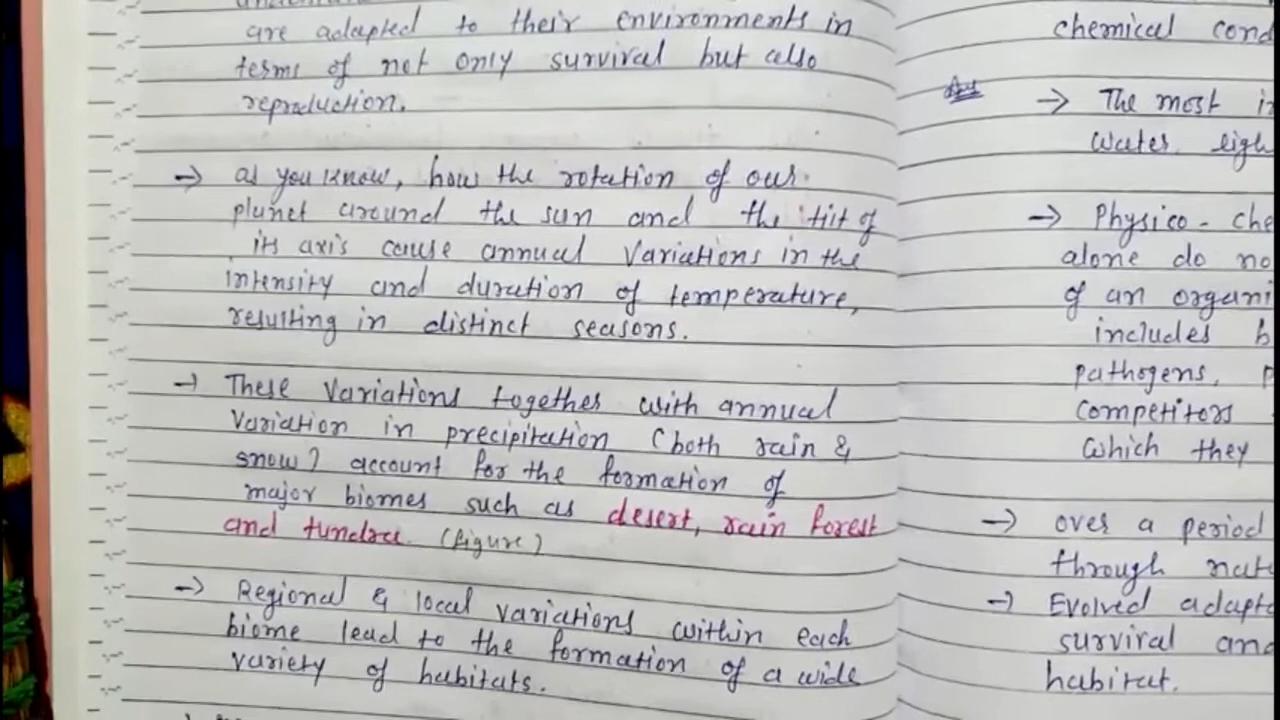 are adapted to their environments in
terms of not only survival but also
reproduction.
→ as you know, how the rotation of our
planet around the sun and the tilt of
its axis cause annual variations in the
intensity and duration of temperature,
resulting in distinct seasons.
→ These variations together with annual
variation in precipitation (both rain &
snow) account for the formation of
major biomes such as desert, rain forest
and tundra (figure)
→ Regional & local variations within each
biome lead to the formation of a wide
variety of habitats.
chemical cond
→ The most i
water, eigh
→ Physico-che
alone do no
of an organi
includes b
pathogens, p
competitors
which they
→ over a period
through natu
→ Evolved adapta
survival and
habitat.